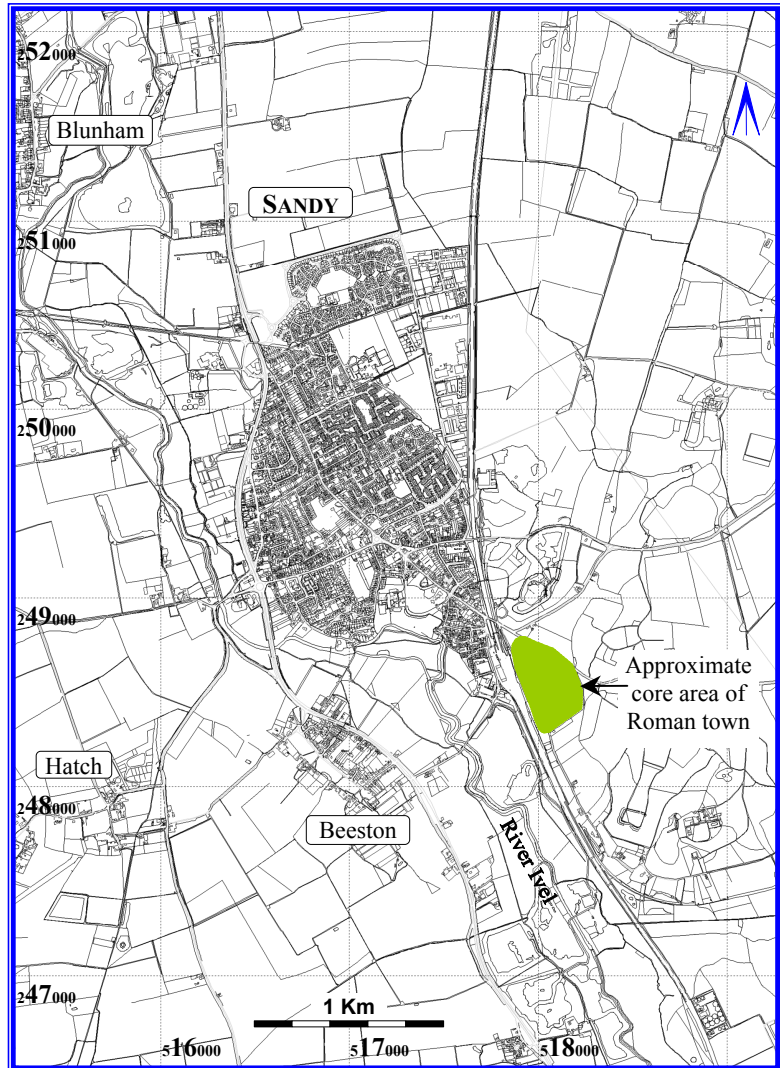 252000
Blunham
SANDY
251000
250000
249000
Approximate
core area of
Roman town
Hatch
248000
Beeston
River Ivel
247000
1 Km
516000
517000
518000